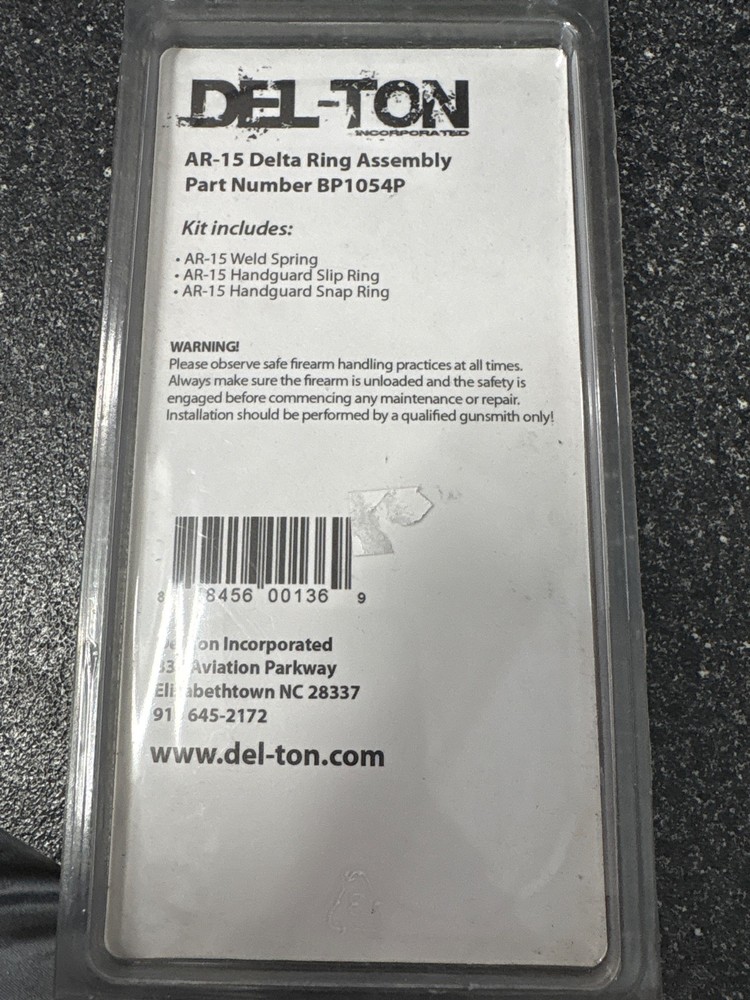 DEL-TON
INCORPORATED
AR-15 Delta Ring Assembly
Part Number BP1054P
Kit includes:
• AR-15 Weld Spring
• AR-15 Handguard Slip Ring
• AR-15 Handguard Snap Ring
WARNING!
Please observe safe firearm handling practices at all times.
Always make sure the firearm is unloaded and the safety is
engaged before commencing any maintenance or repair.
Installation should be performed by a qualified gunsmith only!
8456 00136 9
Incorporated
Aviation Parkway
Elizabethtown NC 28337
645-2172
www.del-ton.com